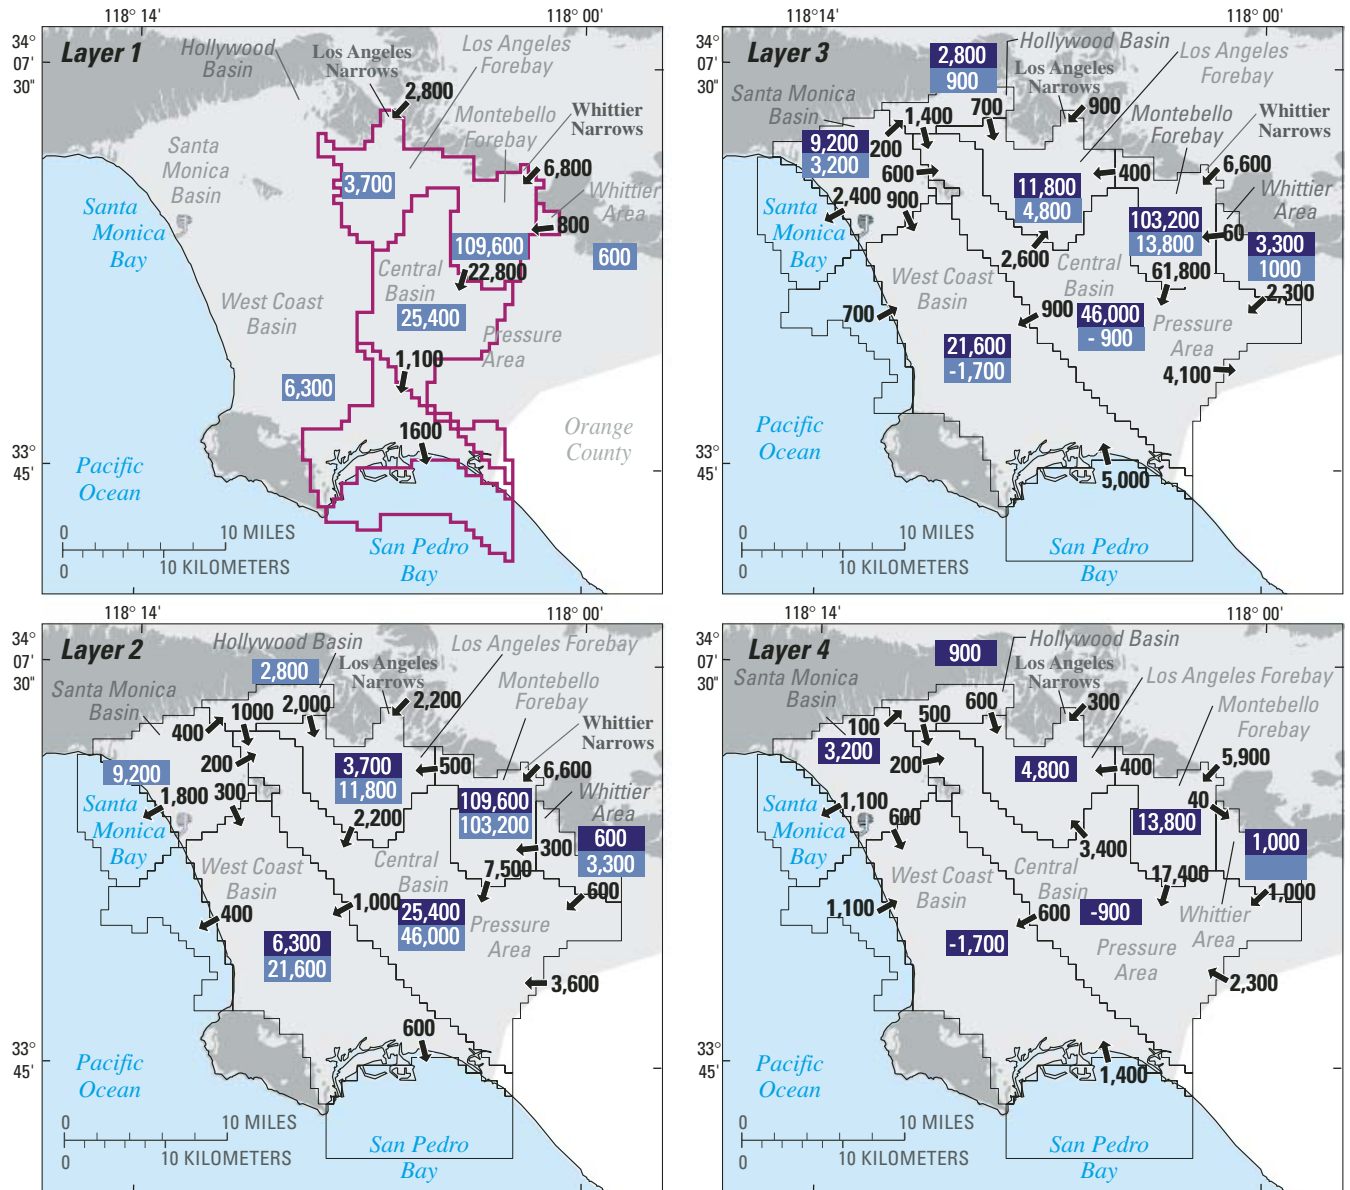 118° 14'
118° 00'
34°
07'
30"
Layer 1
Hollywood
Basin
Los Angeles
Narrows
Los Angeles
Forebay
2,800
Montebello
Forebay
Whittier
Narrows
Santa
Monica
Basin
3,700
6,800
Whittier
Area
Santa
Monica
Bay
800
109,600
600
22,800
Central
Basin
West Coast
Basin
25,400
Pressure
Area
1,100
6,300
1600
Orange
County
33°
45'
Pacific
Ocean
0
10 MILES
0
10 KILOMETERS
San Pedro
Bay
118° 14'
118° 00'
34°
07'
30"
Layer 3
2,800
900
Hollywood Basin
Los Angeles
Narrows
Los Angeles
Forebay
Santa Monica
Basin
1,400
700
900
Montebello
Forebay
Whittier
Narrows
9,200
3,200
200
600
400
6,600
Whittier
Area
11,800
4,800
2,400
900
Santa
Monica
Bay
103,200
13,800
60
3,300
1000
2,600
Central
Basin
61,800
2,300
West Coast
Basin
700
900
46,000
- 900
Pressure
Area
21,600
-1,700
4,100
Pacific
Ocean
33°
45'
5,000
0
10 MILES
0
10 KILOMETERS
San Pedro
Bay
118° 14'
118° 00'
34°
07'
30"
Layer 2
Hollywood Basin
Los Angeles Forebay
2,800
Los Angeles
Narrows
Santa Monica
Basin
Montebello
Forebay
1000
2,000
2,200
400
Whittier
Narrows
200
3,700
11,800
500
6,600
9,200
1,800
300
Whittier
Area
Santa
Monica
Bay
109,600
103,200
2,200
300
600
3,300
West Coast
Basin
Central
Basin
7,500
600
400
1,000
25,400
46,000
Pressure
Area
6,300
21,600
3,600
600
33°
45'
Pacific
Ocean
0
10 MILES
0
10 KILOMETERS
San Pedro
Bay
118° 14'
118° 00'
34°
07'
30"
Layer 4
900
Hollywood Basin
Los Angeles
Narrows
Los Angeles Forebay
Santa Monica
Basin
Montebello
Forebay
100
500
600
300
3,200
200
4,800
400
5,900
1,100
40
Santa
Monica
Bay
600
13,800
3,400
1,000
West Coast
Basin
Central
Basin
17,400
1,000
1,100
600
-900
Whittier
Area
-1,700
Pressure
Area
2,300
33°
45'
Pacific
Ocean
1,400
0
10 MILES
0
10 KILOMETERS
San Pedro
Bay